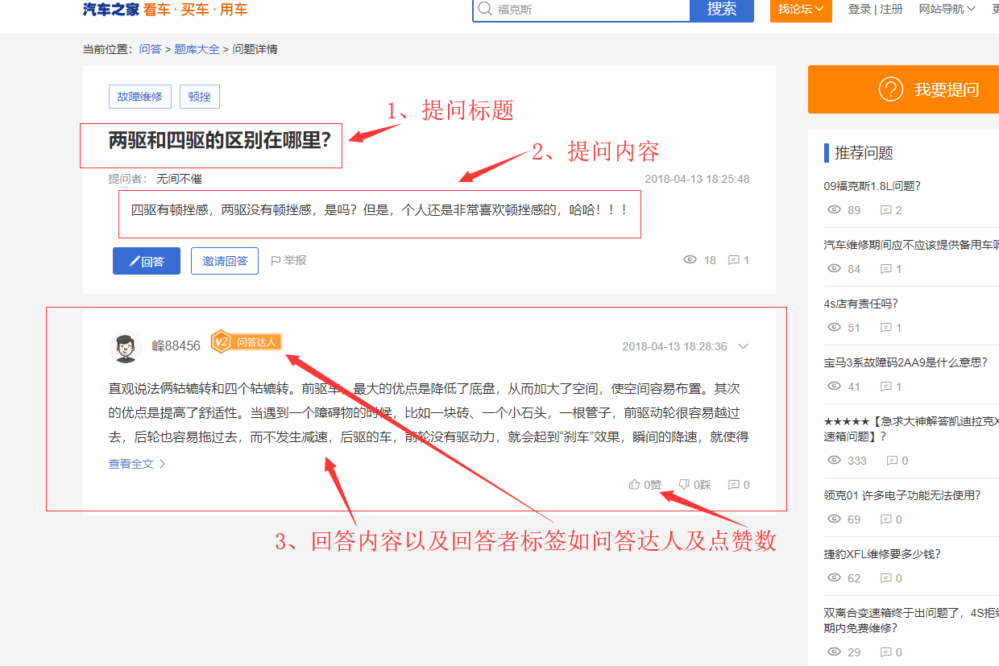 汽车之家 看车 · 买车 · 用车
福克斯
搜索
找论坛
登录 | 注册
网站导航
当前位置：问答 > 题库大全 > 问题详情
故障维修
顿挫
1、提问标题
两驱和四驱的区别在哪里？
2、提问内容
提问者： 无间不催
2018-04-13 18:25:48
四驱有顿挫感，两驱没有顿挫感，是吗？但是，个人还是非常喜欢顿挫感的，哈哈！！！
回答
邀请回答
举报
18
1
峰88456
V2 问答达人
2018-04-13 18:28:36
直观说法俩轱辘转和四个轱辘转。前驱车，最大的优点是降低了底盘，从而加大了空间，使空间容易布置。其次
的优点是提高了舒适性。当遇到一个障碍物的时候，比如一块砖、一个小石头，一根管子，前驱动轮很容易越过
去，后轮也容易拖过去，而不发生减速，后驱的车，前轮没有驱动力，就会起到“刹车”效果，瞬间的降速，就使得
查看全文
0赞
0踩
0
3、回答内容以及回答者标签如问答达人及点赞数
我要提问
推荐问题
09福克斯1.8L问题？
89
2
汽车维修期间应不应该提供备用车
84
1
4s店有责任吗？
51
1
宝马3系故障码2AA9是什么意思？
41
1
★★★★★【急求大神解答凯迪拉克X
速箱问题】？
333
0
领克01 许多电子功能无法使用？
69
0
捷豹XFL维修要多少钱？
62
0
双离合变速箱终于出问题了，4S拒
期内免费维修？
29
0